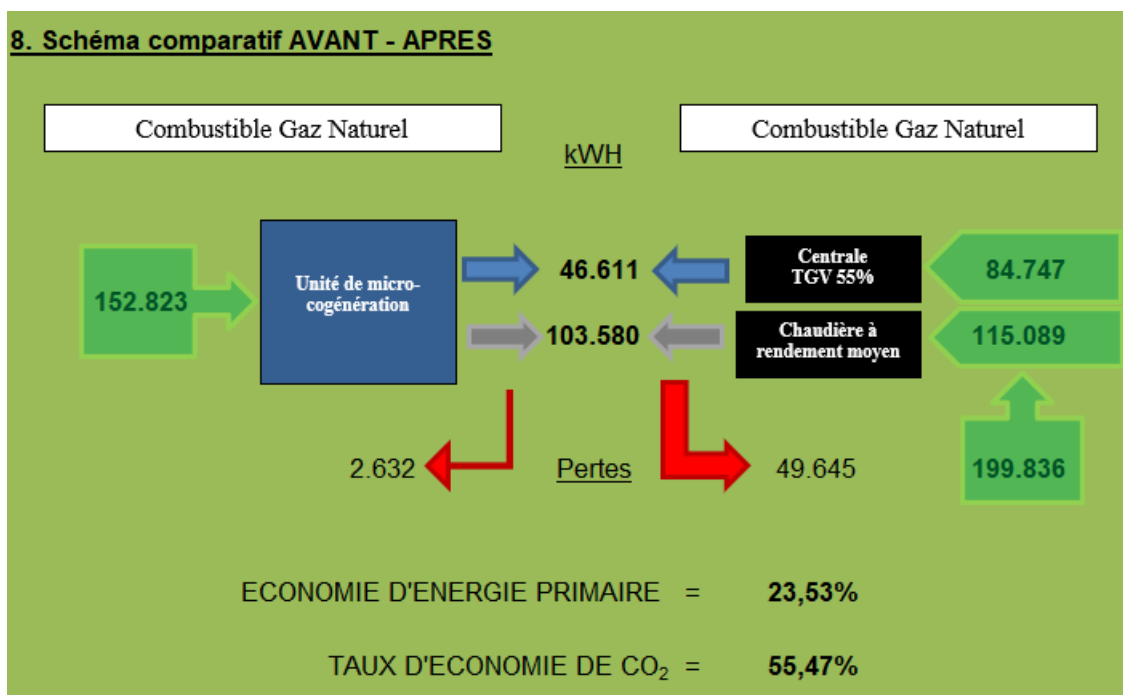 8. Schéma comparatif AVANT - APRES
Combustible Gaz Naturel
Combustible Gaz Naturel
kWH
152.823
Unité de micro-
cogénération
46.611
Centrale
TGV 55%
84.747
103.580
Chaudière à
rendement moyen
115.089
2.632
Pertes
49.645
199.836
ECONOMIE D'ENERGIE PRIMAIRE = 23,53%
TAUX D'ECONOMIE DE CO₂ = 55,47%